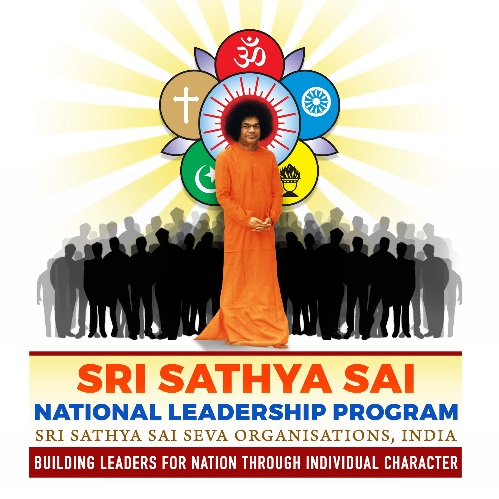 ॐ
SRI SATHYA SAI
NATIONAL LEADERSHIP PROGRAM
SRI SATHYA SAI SEVA ORGANISATIONS, INDIA
BUILDING LEADERS FOR NATION THROUGH INDIVIDUAL CHARACTER